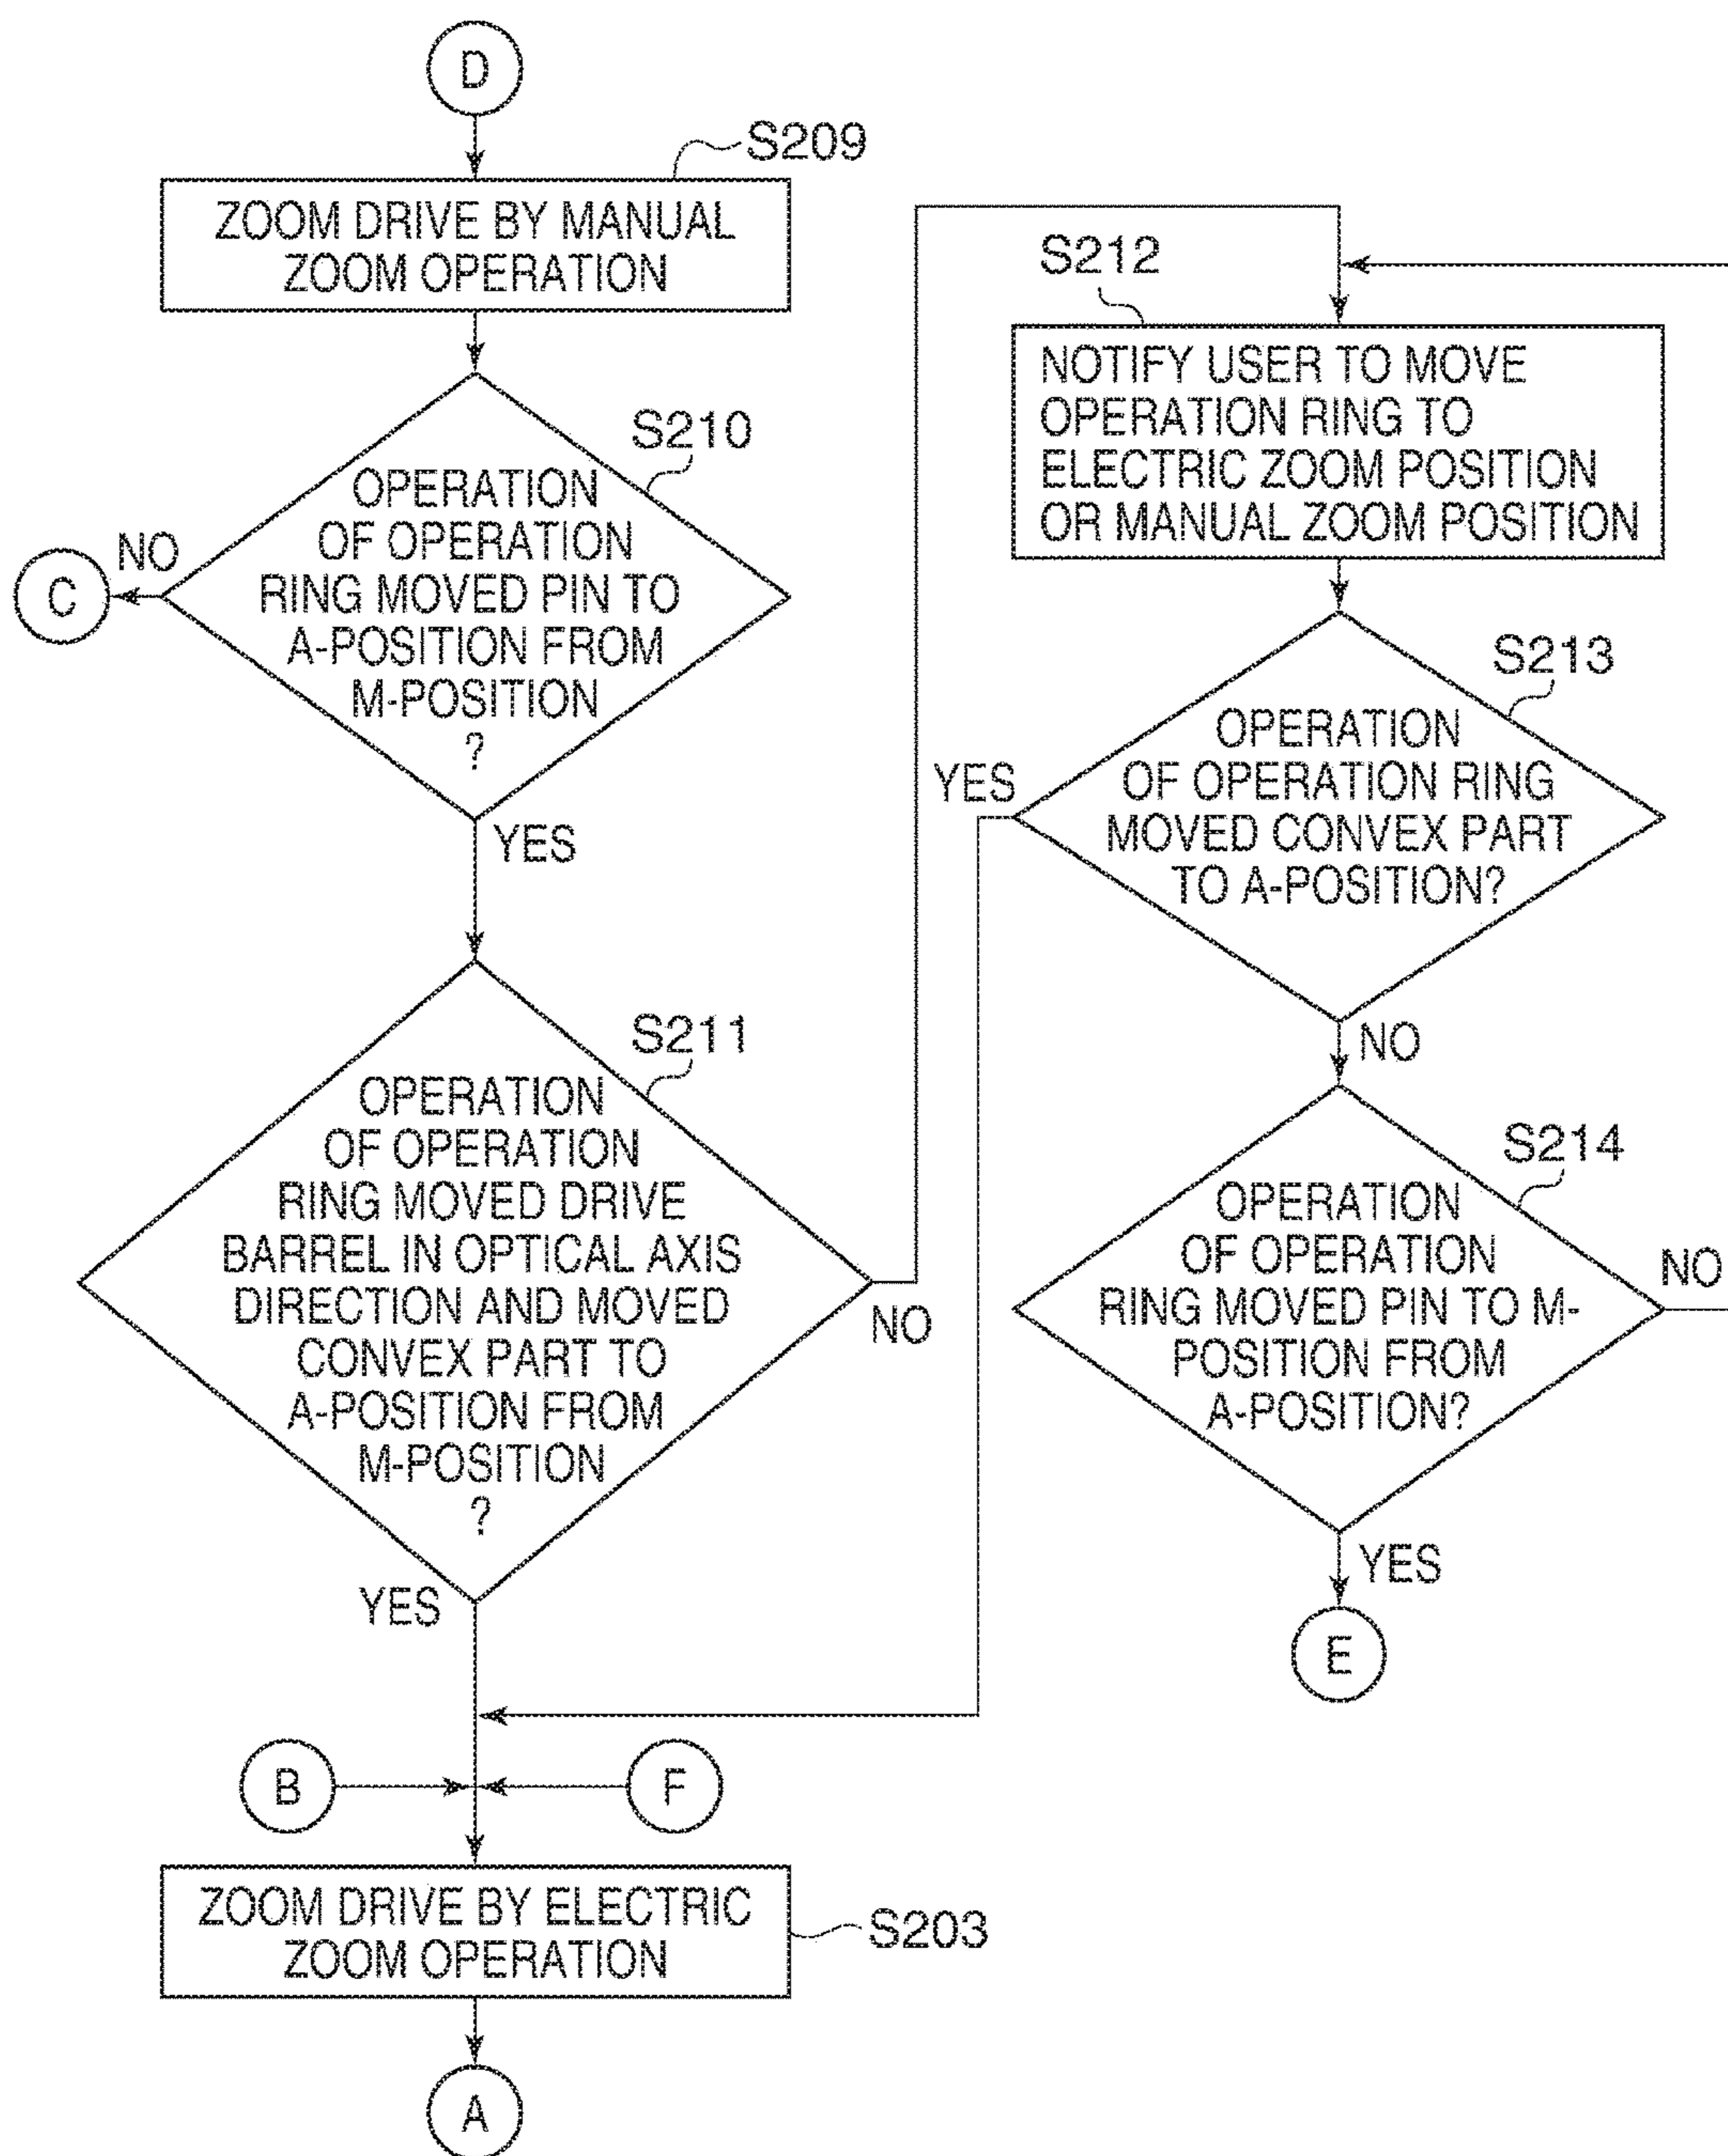 D
S209
ZOOM DRIVE BY MANUAL
ZOOM OPERATION
S210
OPERATION
OF OPERATION
RING MOVED PIN TO
A-POSITION FROM
M-POSITION
?
NO
C
YES
S211
OPERATION
OF OPERATION
RING MOVED DRIVE
BARREL IN OPTICAL AXIS
DIRECTION AND MOVED
CONVEX PART TO
A-POSITION FROM
M-POSITION
?
NO
YES
B
F
ZOOM DRIVE BY ELECTRIC
ZOOM OPERATION
S203
A
S212
NOTIFY USER TO MOVE
OPERATION RING TO
ELECTRIC ZOOM POSITION
OR MANUAL ZOOM POSITION
S213
OPERATION
OF OPERATION RING
MOVED CONVEX PART
TO A-POSITION?
YES
NO
S214
OPERATION
OF OPERATION
RING MOVED PIN TO M-
POSITION FROM
A-POSITION?
NO
YES
E